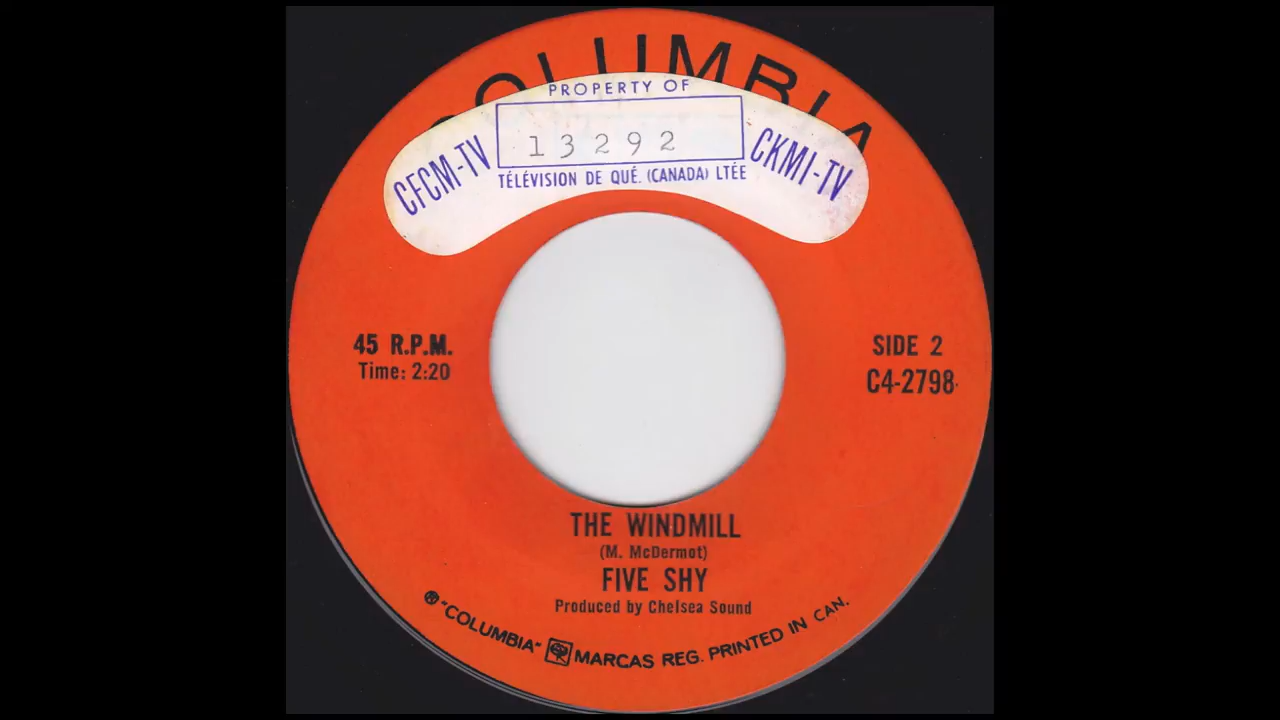 COLUMBIA
PROPERTY OF
13292
CFCM-TV
CKMI-TV
TÉLÉVISION DE QUÉ. (CANADA) LTÉE
45 R.P.M.
Time: 2:20
SIDE 2
C4-2798
THE WINDMILL
(M. McDermot)
FIVE SHY
Produced by Chelsea Sound
® "COLUMBIA" MARCAS REG. PRINTED IN CAN.